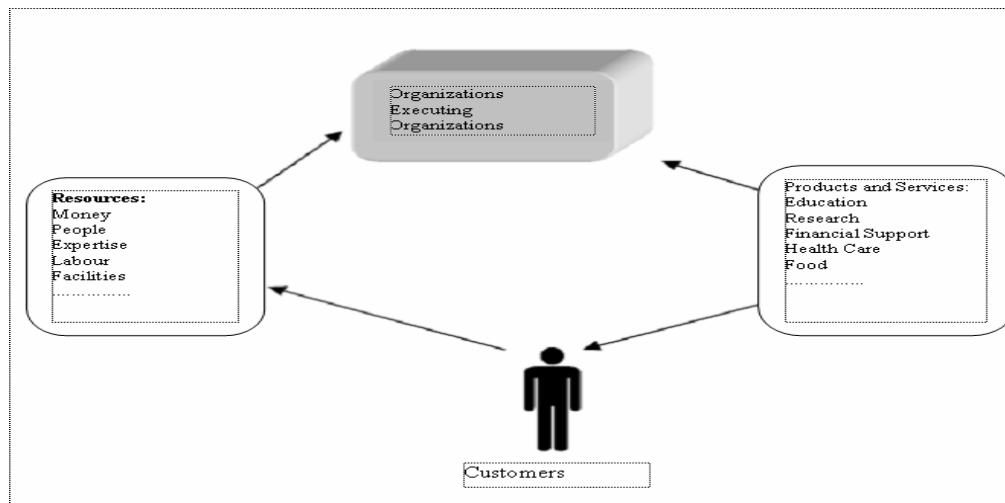 Organizations
Executing
Organizations
Resources:
Money
People
Expertise
Labour
Facilities
……………
Products and Services:
Education
Research
Financial Support
Health Care
Food
……………
Customers